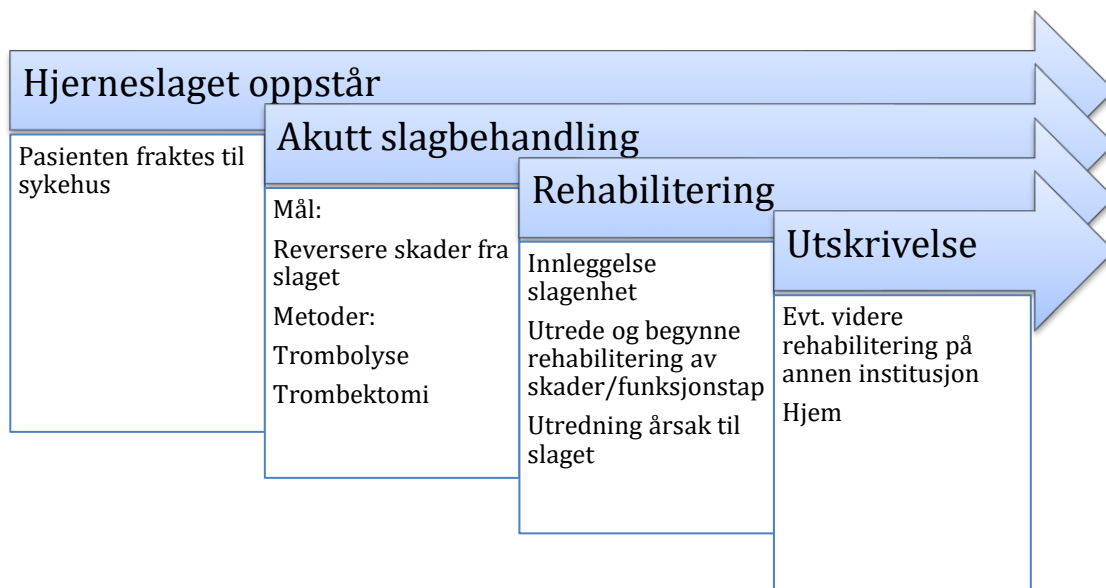 Hjerneslaget oppstår
Pasienten fraktes til
sykehus
Akutt slagbehandling
Mål:
Reversere skader fra
slaget
Metoder:
Trombolyse
Trombektomi
Rehabilitering
Innleggelse
slagenhet
Utrede og begynne
rehabilitering av
skader/funksjonstap
Utredning årsak til
slaget
Utskrivelse
Evt. videre
rehabilitering på
annen institusjon
Hjem